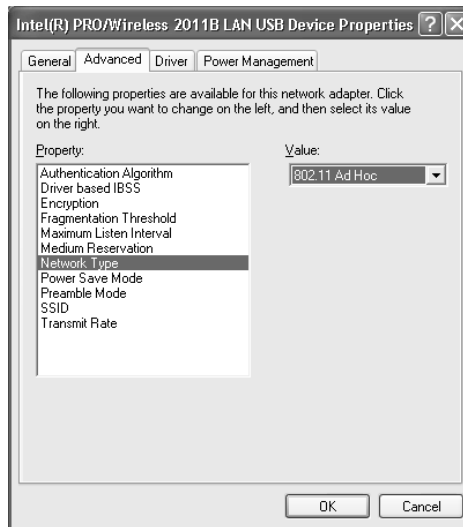 Intel(R) PRO/Wireless 2011B LAN USB Device Properties
General Advanced Driver Power Management
The following properties are available for this network adapter. Click
the property you want to change on the left, and then select its value
on the right.
Property:
Value:
Authentication Algorithm
Driver based IBSS
Encryption
Fragmentation Threshold
Maximum Listen Interval
Medium Reservation
Network Type
Power Save Mode
Preamble Mode
SSID
Transmit Rate
802.11 Ad Hoc
OK Cancel